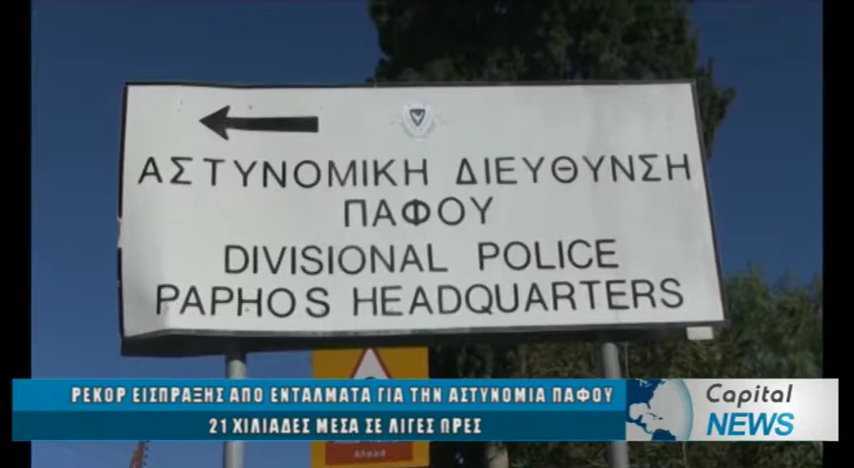 ΑΣΤΥΝΟΜΙΚΗ ΔΙΕΥΘΥΝΣΗ
ΠΑΦΟΥ
DIVISIONAL POLICE
PAPHOS HEADQUARTERS
ΡΕΚΟΡ ΕΙΣΠΡΑΞΗΣ ΑΠΟ ΕΝΤΑΛΜΑΤΑ ΓΙΑ ΤΗΝ ΑΣΤΥΝΟΜΙΑ ΠΑΦΟΥ
21 ΧΙΛΙΑΔΕΣ ΜΕΣΑ ΣΕ ΛΙΓΕΣ ΩΡΕΣ
Capital
NEWS